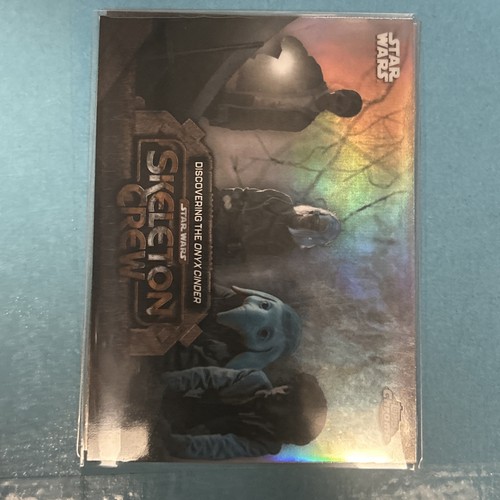 STAR
WARS
DISCOVERING THE ONYX CINDER
STAR WARS
SKELETON
CREW